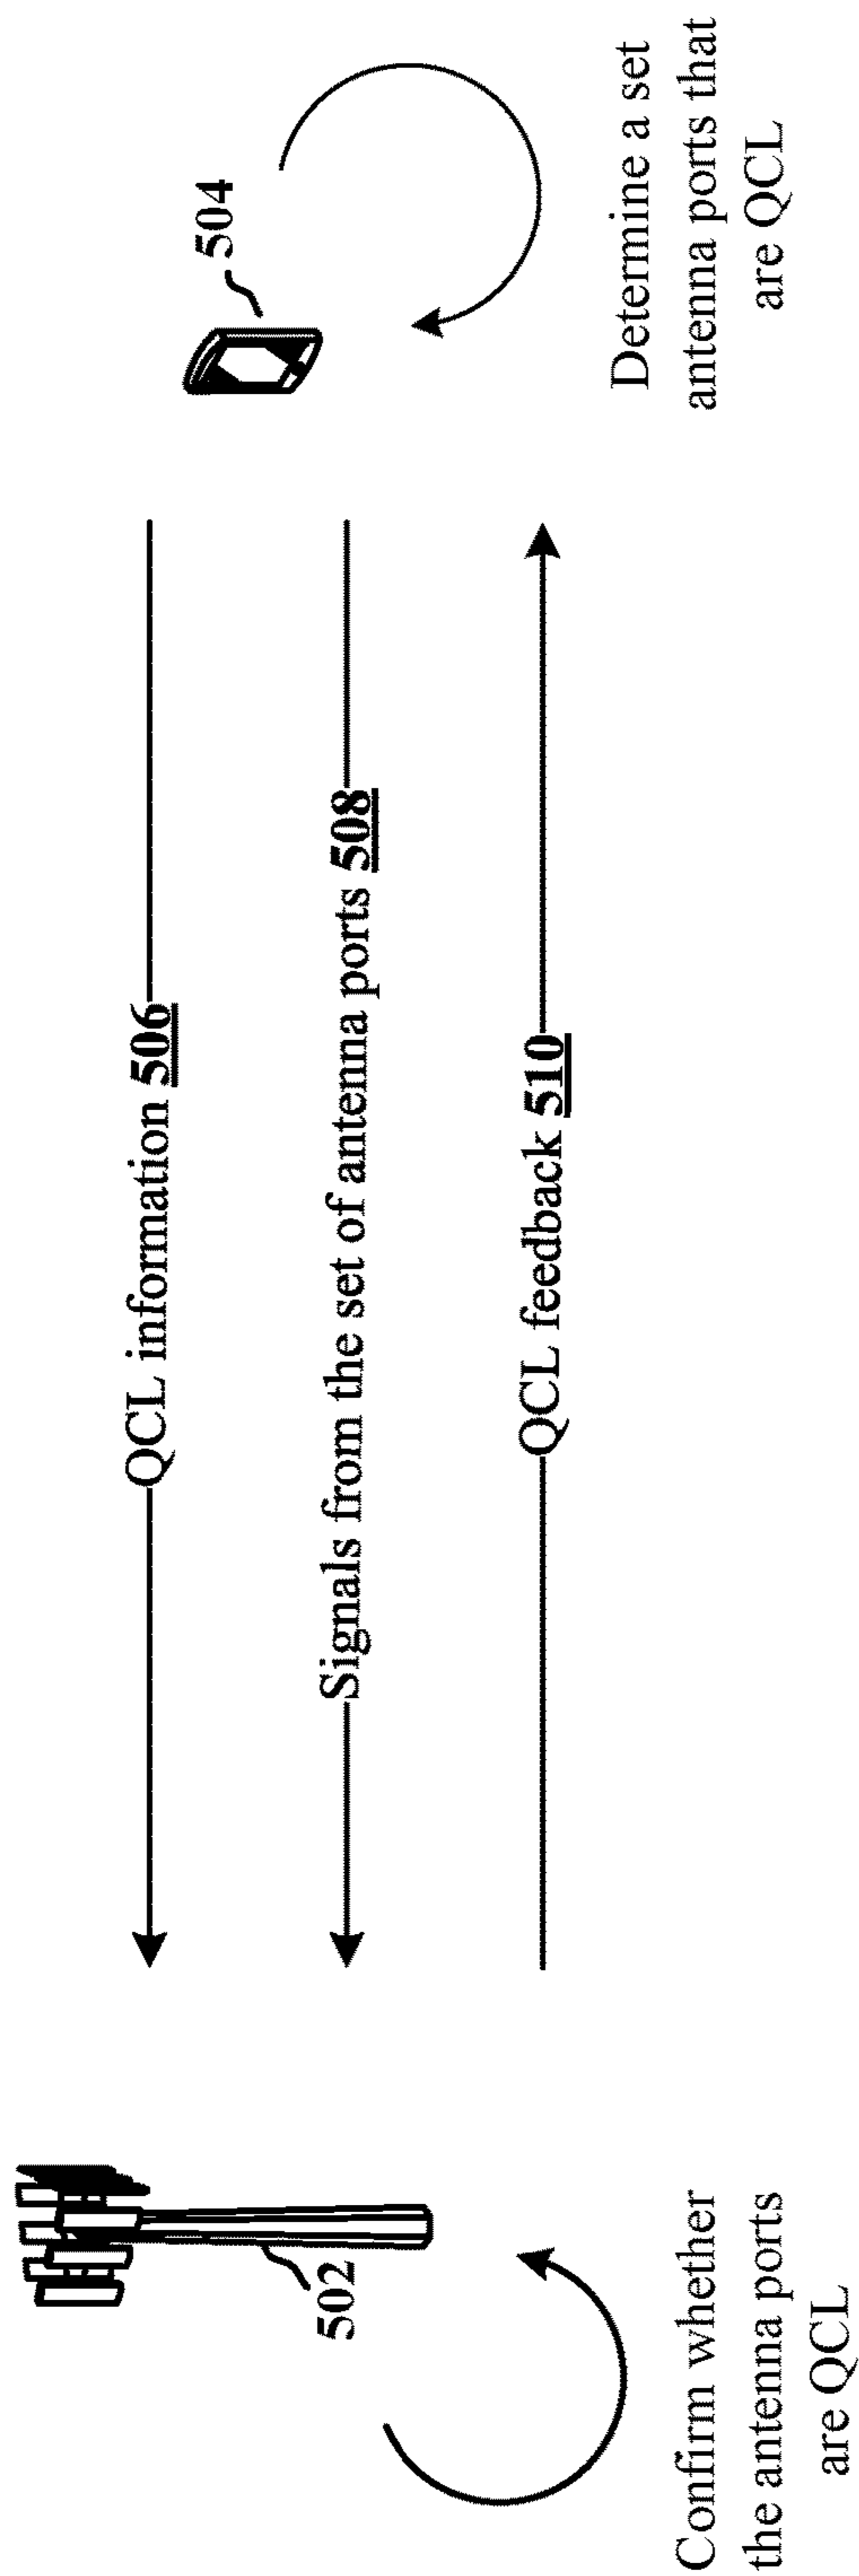 502
504
QCL information 506
Signals from the set of antenna ports 508
QCL feedback 510
Confirm whether
the antenna ports
are QCL
Determine a set
antenna ports that
are QCL